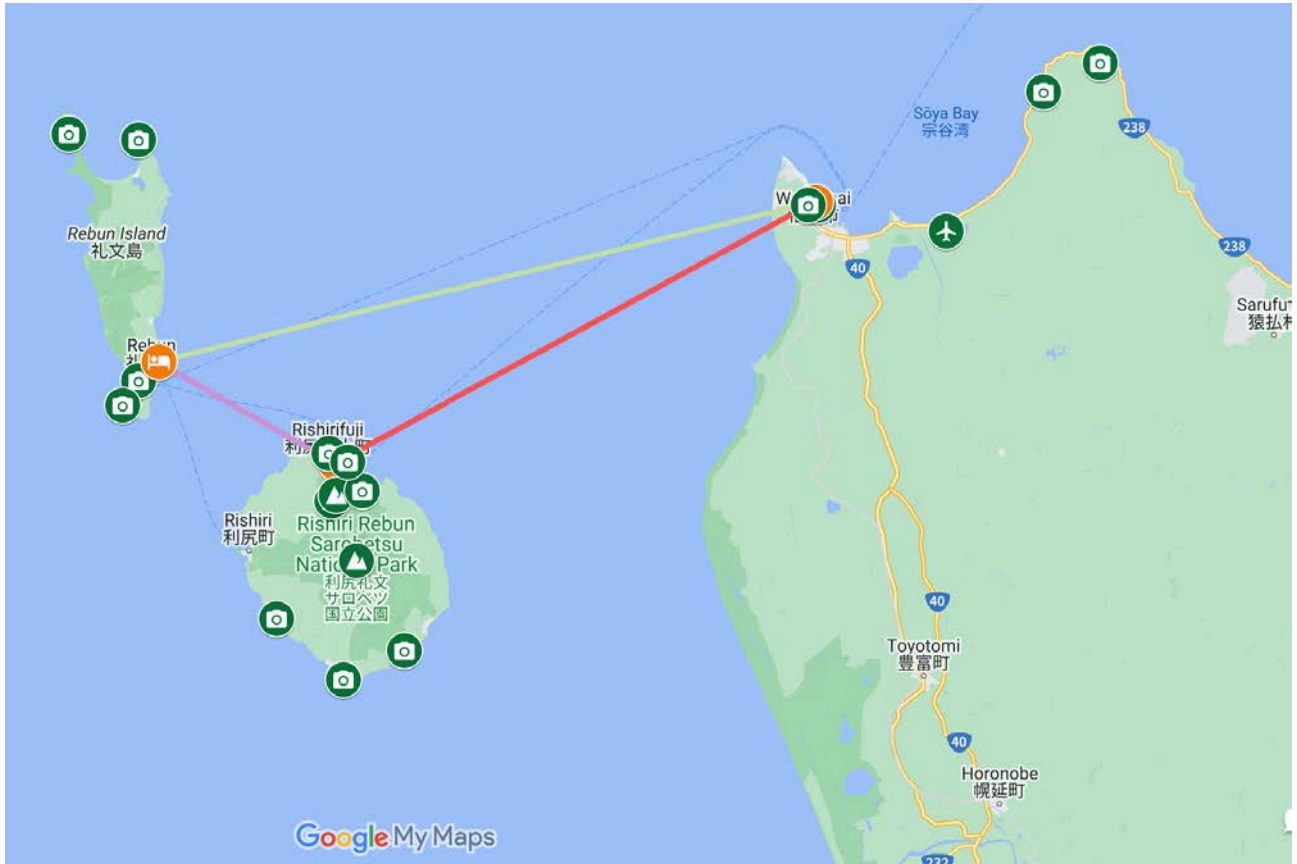 Sōya Bay
宗谷湾
238
Rebun Island
礼文島
40
238
Rebun
Rishirifuji
Rishiri
利尻町
Rishiri Rebun
Sarobetsu
National Park
利尻礼文
サロベツ
国立公園
40
Toyotomi
豊富町
40
Horonobe
幌延町
猿払村
232
Google My Maps